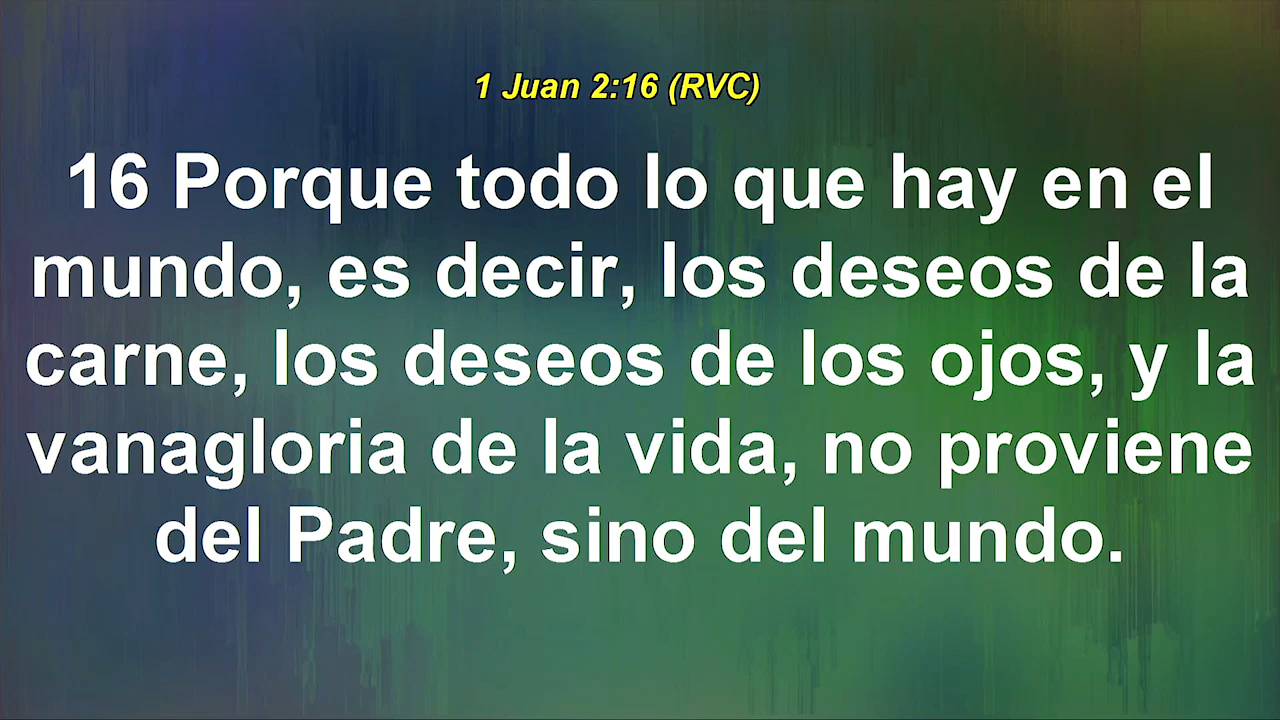 1 Juan 2:16 (RVC)
16 Porque todo lo que hay en el
mundo, es decir, los deseos de la
carne, los deseos de los ojos, y la
vanagloria de la vida, no proviene
del Padre, sino del mundo.